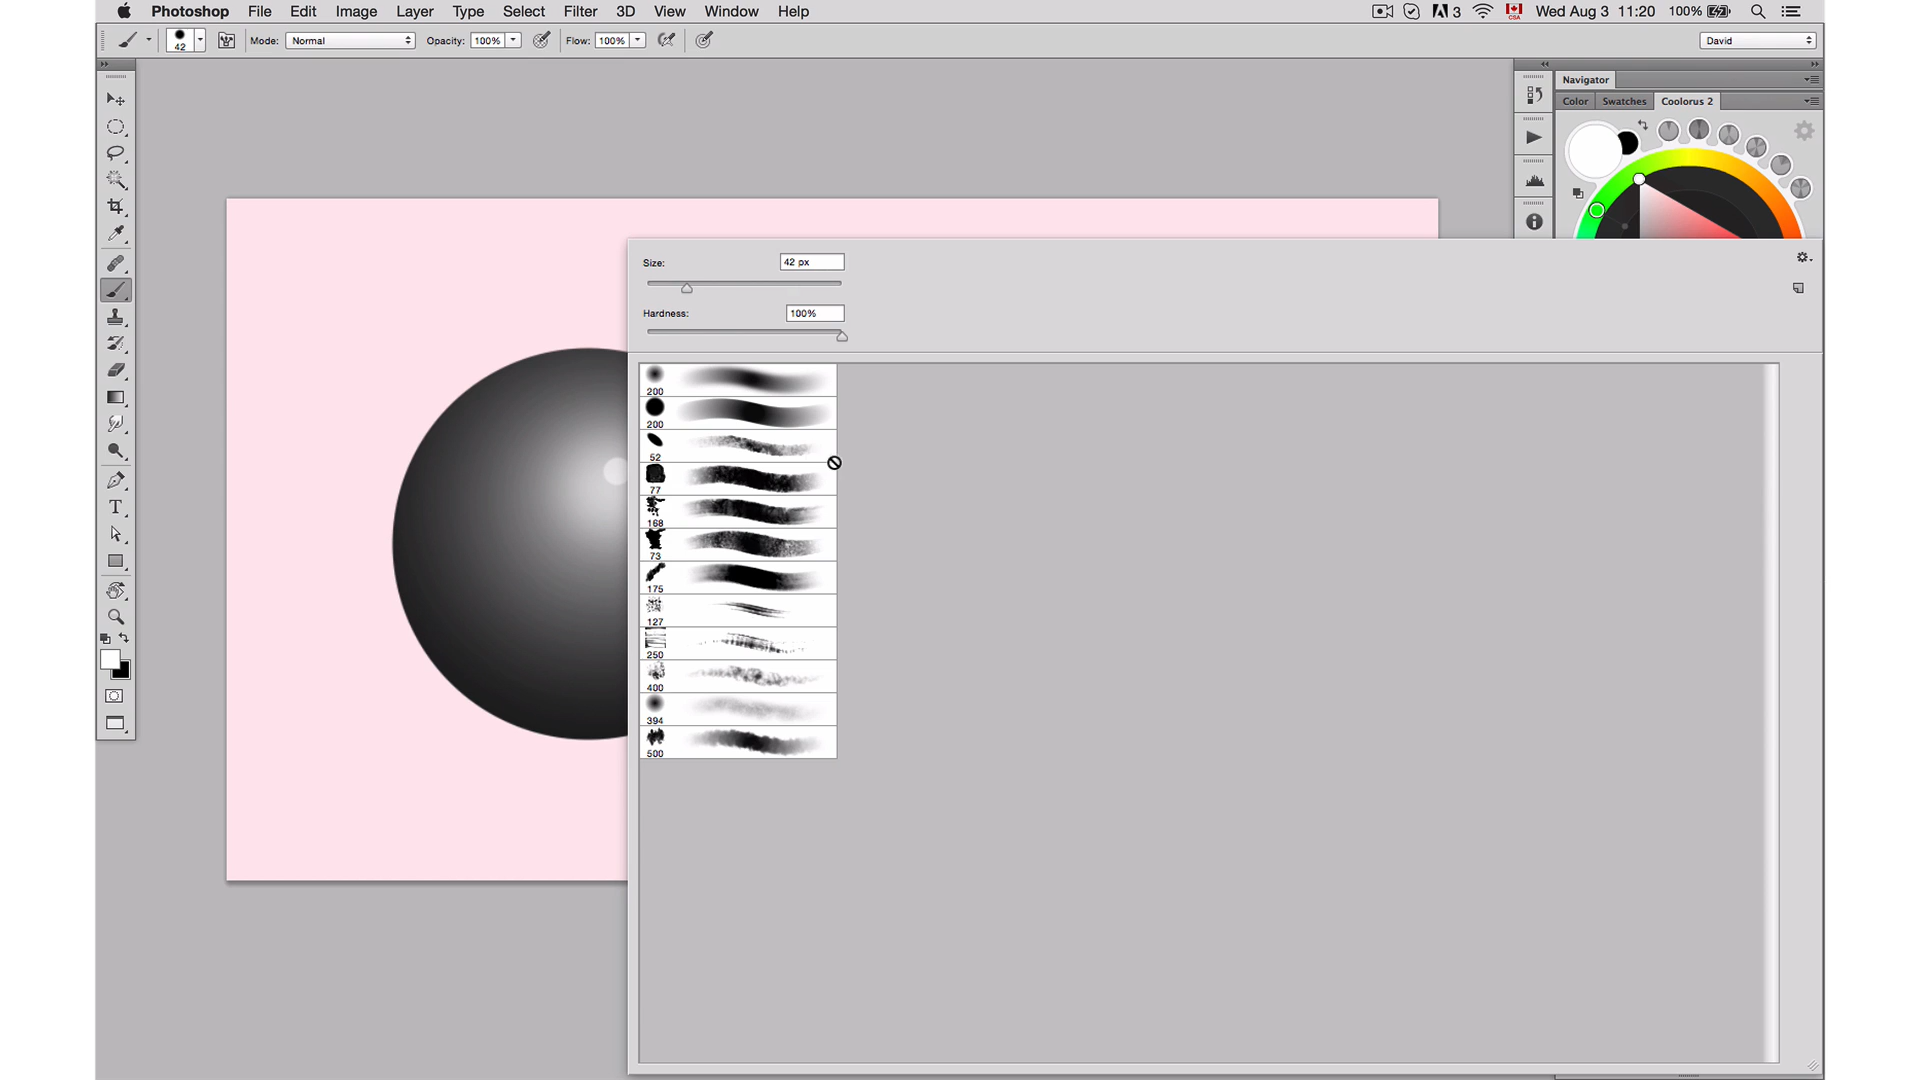 Photoshop File Edit Image Layer Type Select Filter 3D View Window Help 3 CSA Wed Aug 3 11:20 100%
42 Mode: Normal Opacity: 100% Flow: 100% David
Navigator
Color Swatches Coolorus 2
Size: 42 px
Hardness: 100%
200
200
52
77
168
73
175
127
250
400
394
500